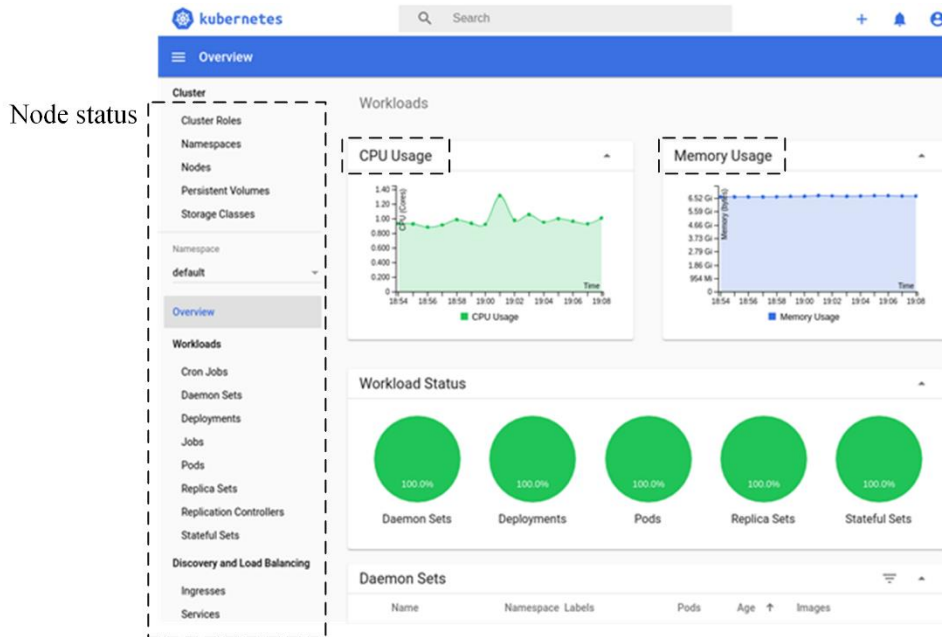 kubernetes
Search
Overview
Node status
Cluster
Cluster Roles
Namespaces
Nodes
Persistent Volumes
Storage Classes
Namespace
default
Overview
Workloads
Cron Jobs
Daemon Sets
Deployments
Jobs
Pods
Replica Sets
Replication Controllers
Stateful Sets
Discovery and Load Balancing
Ingresses
Services
Workloads
CPU Usage
CPU (Cores)
1.40
1.20
1.00
0.800
0.600
0.400
0.200
0
Time
18:54 18:56 18:58 19:00 19:02 19:04 19:06 19:08
CPU Usage
Memory Usage
Memory (bytes)
6.52 Gi
5.59 Gi
4.66 Gi
3.73 Gi
2.79 Gi
1.86 Gi
954 Mi
0
Time
18:54 18:56 18:58 19:00 19:02 19:04 19:06 19:08
Memory Usage
Workload Status
100.0% 100.0% 100.0% 100.0% 100.0%
Daemon Sets Deployments Pods Replica Sets Stateful Sets
Daemon Sets
Name Namespace Labels Pods Age Images